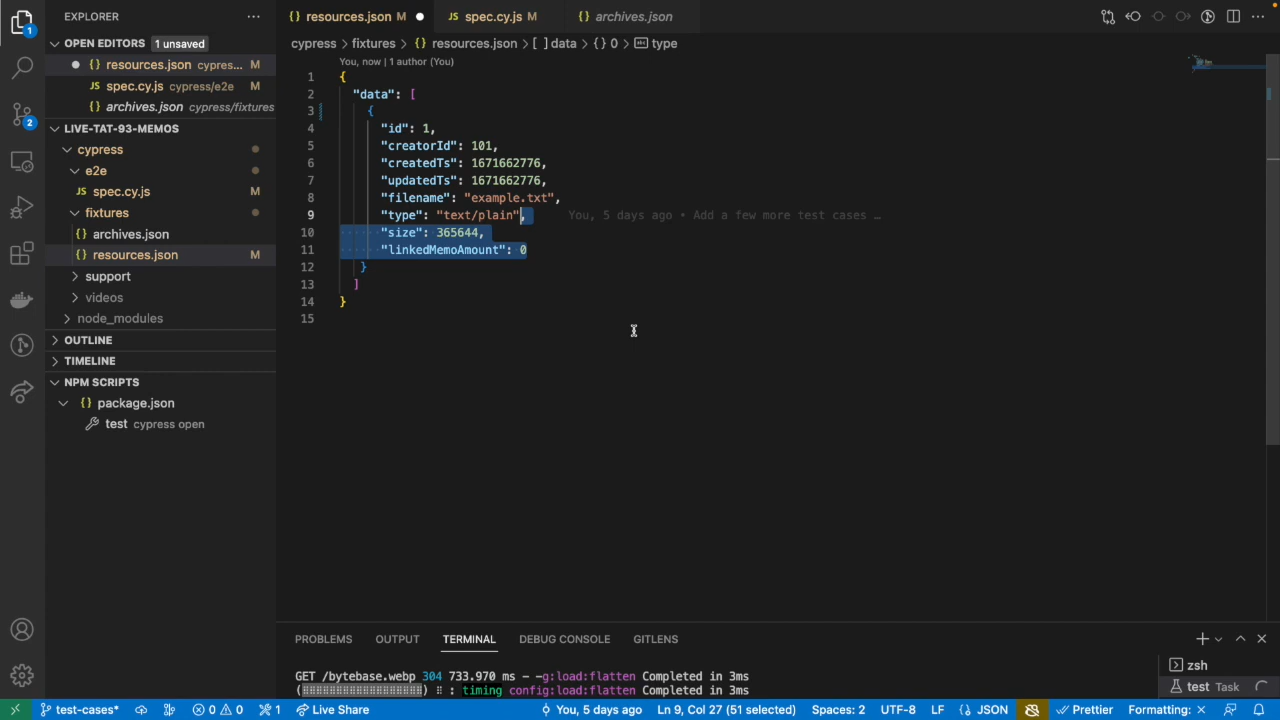 EXPLORER
OPEN EDITORS 1 unsaved
resources.json cypres... M
spec.cy.js cypress/e2e M
archives.json cypress/fixtures
LIVE-TAT-93-MEMOS
cypress
e2e
spec.cy.js M
fixtures
archives.json
resources.json M
support
videos
node_modules
OUTLINE
TIMELINE
NPM SCRIPTS
package.json
test cypress open
1
2
{} resources.json M
spec.cy.js M
{} archives.json
cypress > fixtures > {} resources.json > [ ] data > {} 0 > type
You, now | 1 author (You)
1 {
2 "data": [
3 {
4 "id": 1,
5 "creatorId": 101,
6 "createdTs": 1671662776,
7 "updatedTs": 1671662776,
8 "filename": "example.txt",
9 "type": "text/plain", You, 5 days ago • Add a few more test cases …
10 "size": 365644,
11 "linkedMemoAmount": 0
12 }
13 ]
14 }
15
PROBLEMS OUTPUT TERMINAL DEBUG CONSOLE GITLENS
GET /bytebase.webp 304 733.970 ms - -g:load:flatten Completed in 3ms
(░░░░░░░░░░░░░░░░░░) ⠏ : timing config:load:flatten Completed in 3ms
zsh
test Task
test-cases* 0 0 1 Live Share You, 5 days ago Ln 9, Col 27 (51 selected) Spaces: 2 UTF-8 LF {} JSON Prettier Formatting: ×